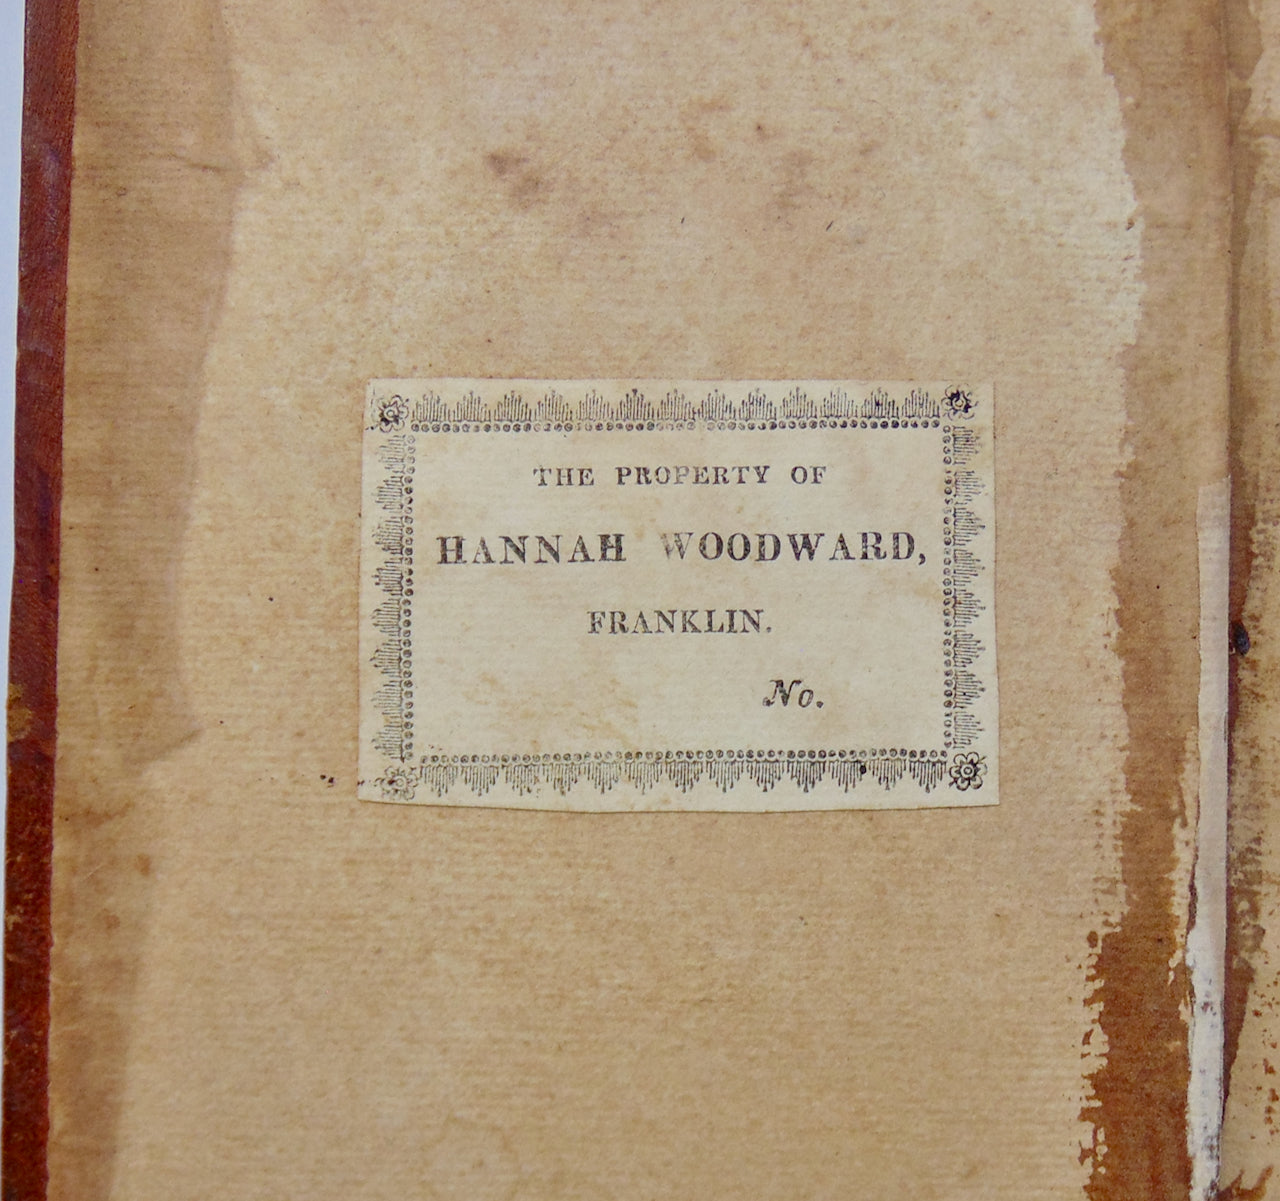 THE PROPERTY OF
HANNAH WOODWARD,
FRANKLIN.
No.